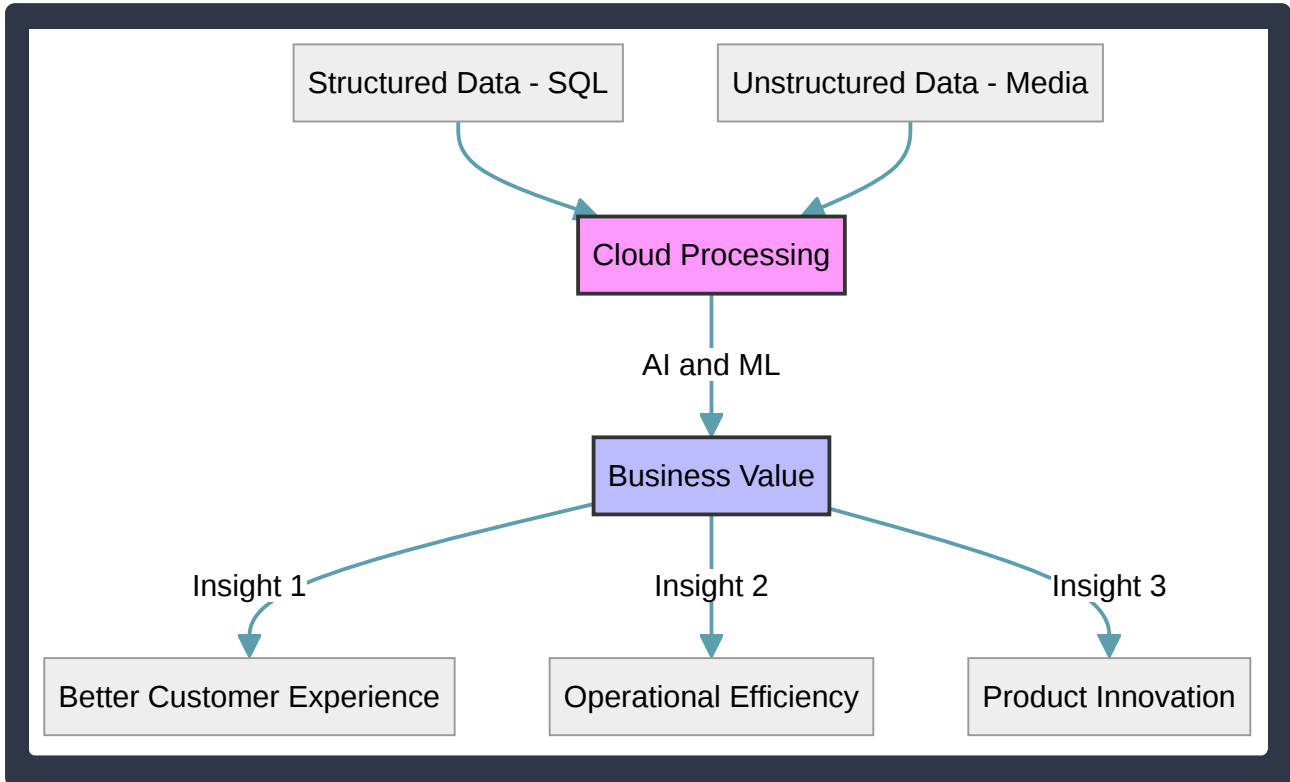 Structured Data - SQL
Unstructured Data - Media
Cloud Processing
AI and ML
Business Value
Insight 1
Insight 2
Insight 3
Better Customer Experience
Operational Efficiency
Product Innovation